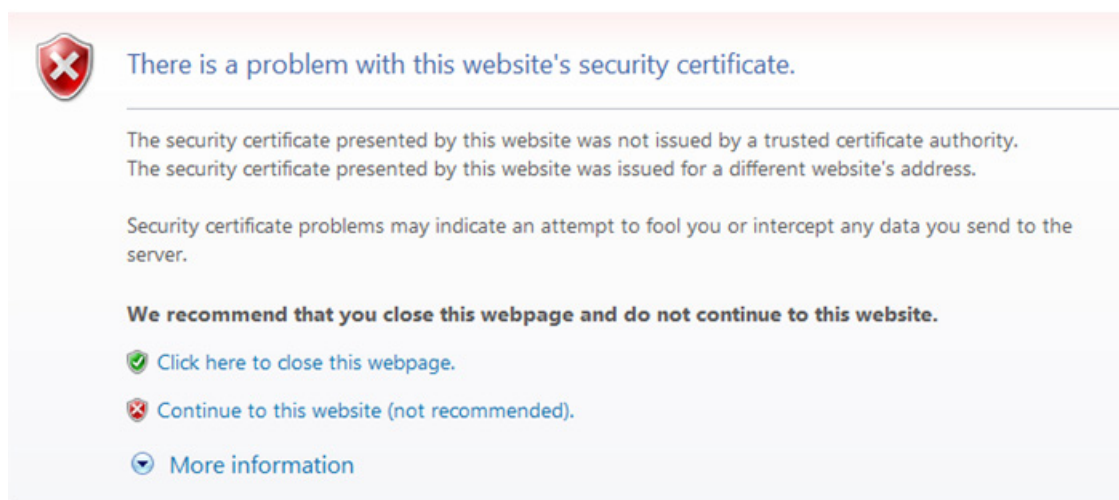 There is a problem with this website's security certificate.
The security certificate presented by this website was not issued by a trusted certificate authority.
The security certificate presented by this website was issued for a different website's address.
Security certificate problems may indicate an attempt to fool you or intercept any data you send to the
server.
We recommend that you close this webpage and do not continue to this website.
Click here to close this webpage.
Continue to this website (not recommended).
More information